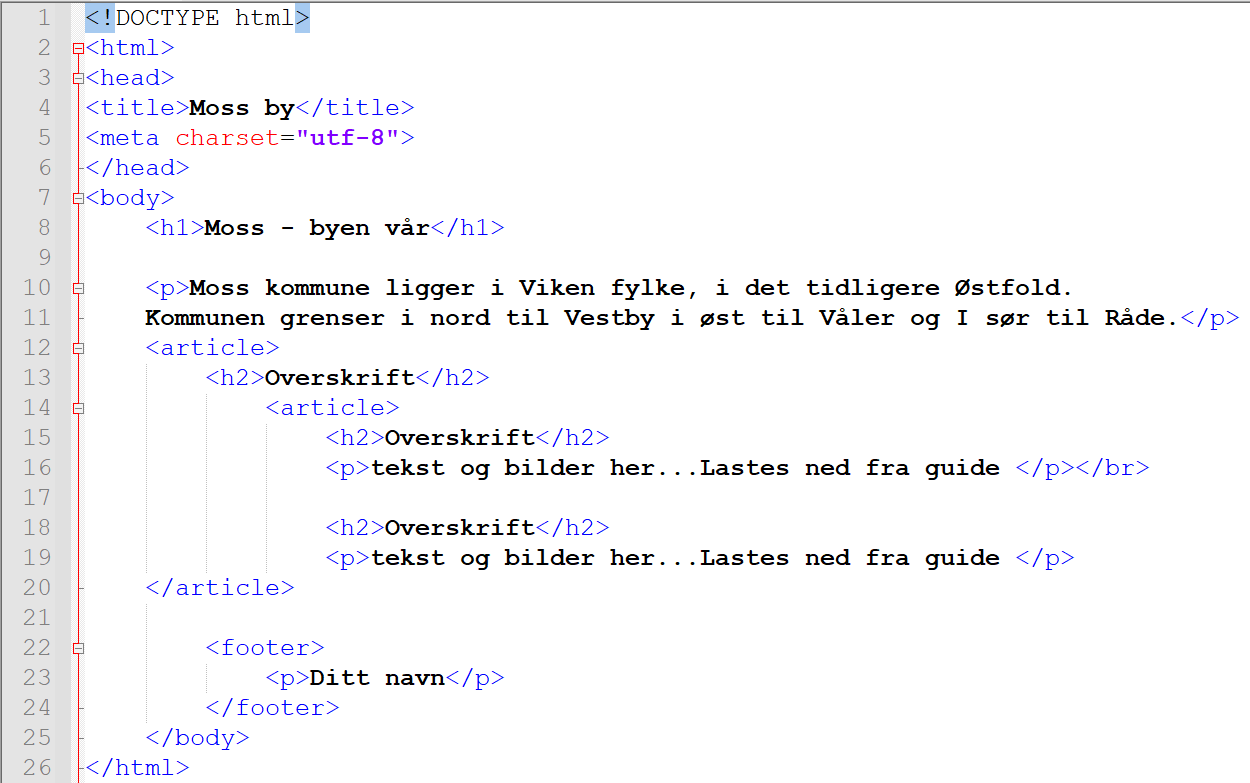 1 <!DOCTYPE html>
2 <html>
3 <head>
4 <title>Moss by</title>
5 <meta charset="utf-8">
6 </head>
7 <body>
8 <h1>Moss - byen vår</h1>
9
10 <p>Moss kommune ligger i Viken fylke, i det tidligere Østfold.
11 Kommunen grenser i nord til Vestby i øst til Våler og I sør til Råde.</p>
12 <article>
13 <h2>Overskrift</h2>
14 <article>
15 <h2>Overskrift</h2>
16 <p>tekst og bilder her...Lastes ned fra guide </p></br>
17
18 <h2>Overskrift</h2>
19 <p>tekst og bilder her...Lastes ned fra guide </p>
20 </article>
21
22 <footer>
23 <p>Ditt navn</p>
24 </footer>
25 </body>
26 </html>